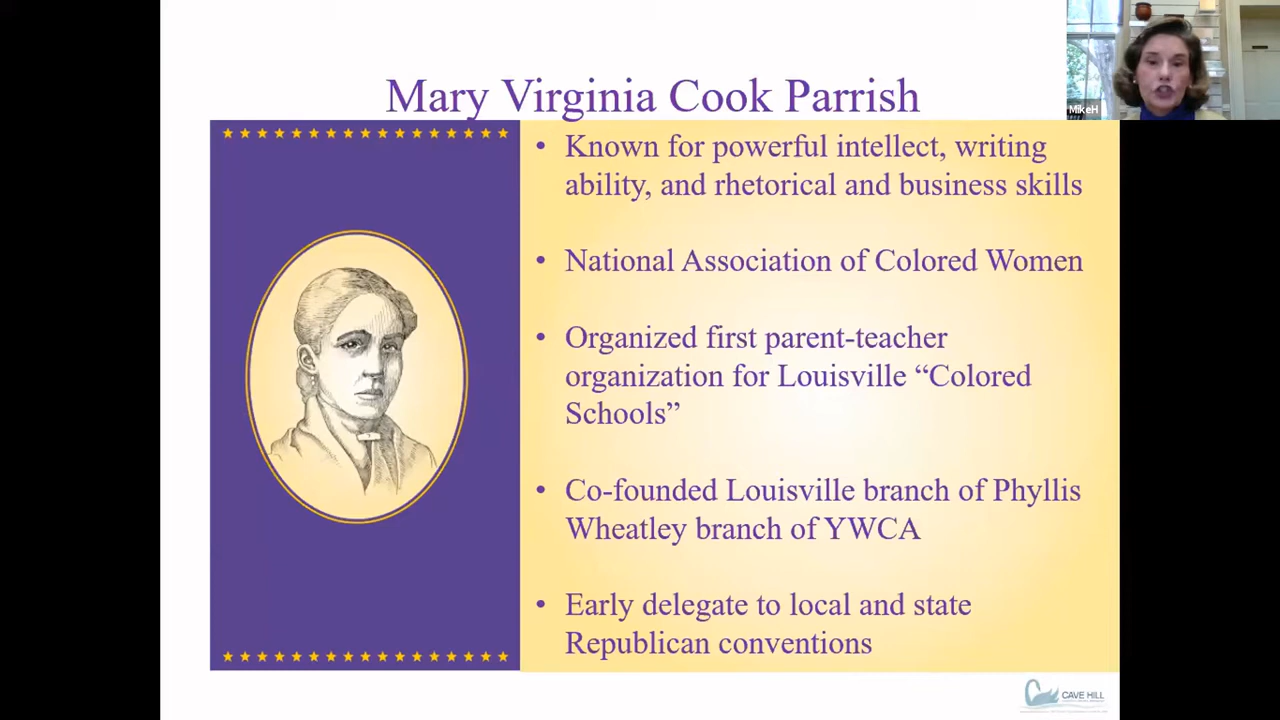 Mary Virginia Cook Parrish
MikeH
• Known for powerful intellect, writing
ability, and rhetorical and business skills
• National Association of Colored Women
• Organized first parent-teacher
organization for Louisville “Colored
Schools”
• Co-founded Louisville branch of Phyllis
Wheatley branch of YWCA
• Early delegate to local and state
Republican conventions
CAVE HILL